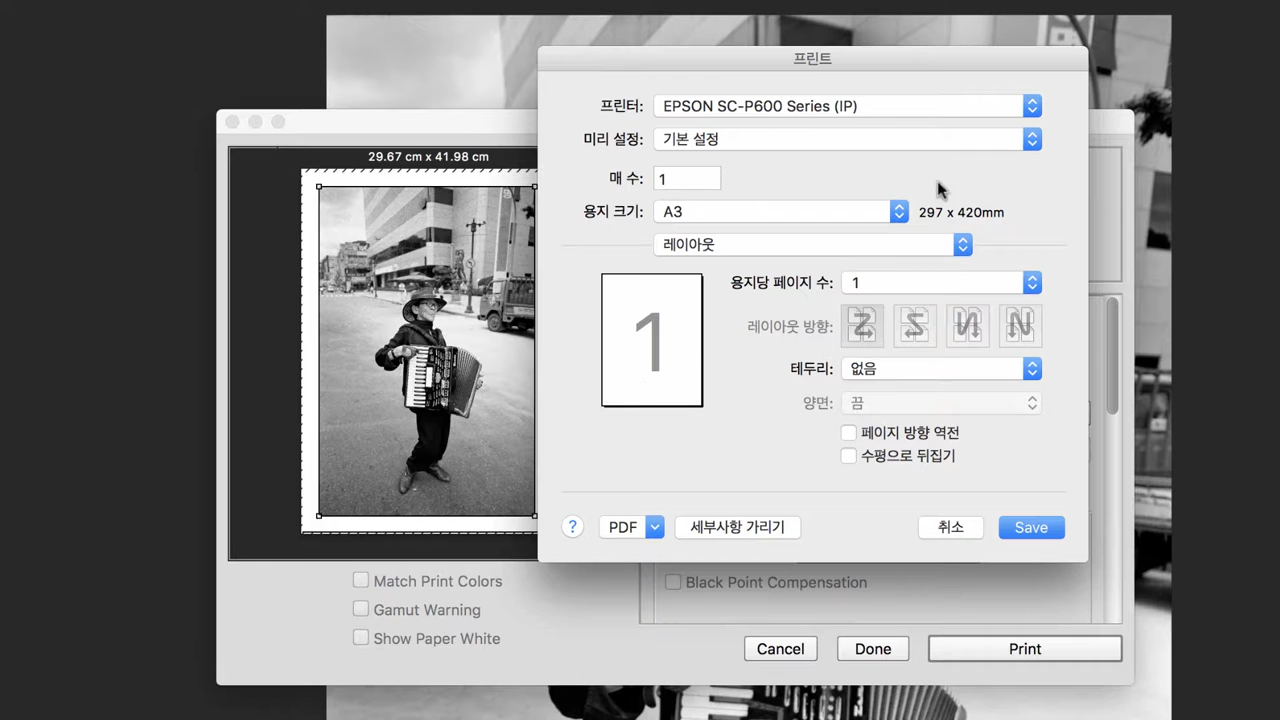 프린트
프린터: EPSON SC-P600 Series (IP)
미리 설정: 기본 설정
29.67 cm x 41.98 cm
매 수: 1
용지 크기: A3 297 x 420mm
레이아웃
용지당 페이지 수: 1
1
레이아웃 방향:
테두리: 없음
양면: 끔
페이지 방향 역전
수평으로 뒤집기
? PDF 세부사항 가리기 취소 Save
Match Print Colors
Black Point Compensation
Gamut Warning
Show Paper White
Cancel Done Print